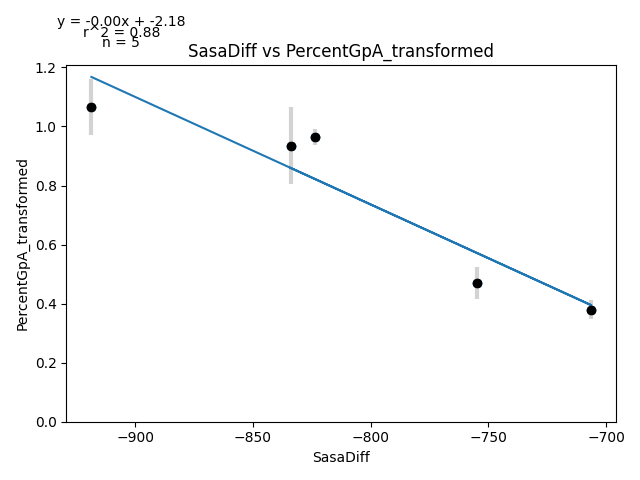 y = -0.00x + -2.18
r^2 = 0.88
n = 5
SasaDiff vs PercentGpA_transformed
1.2
1.0
0.8
0.6
0.4
0.2
0.0
PercentGpA_transformed
−900
−850
−800
−750
−700
SasaDiff